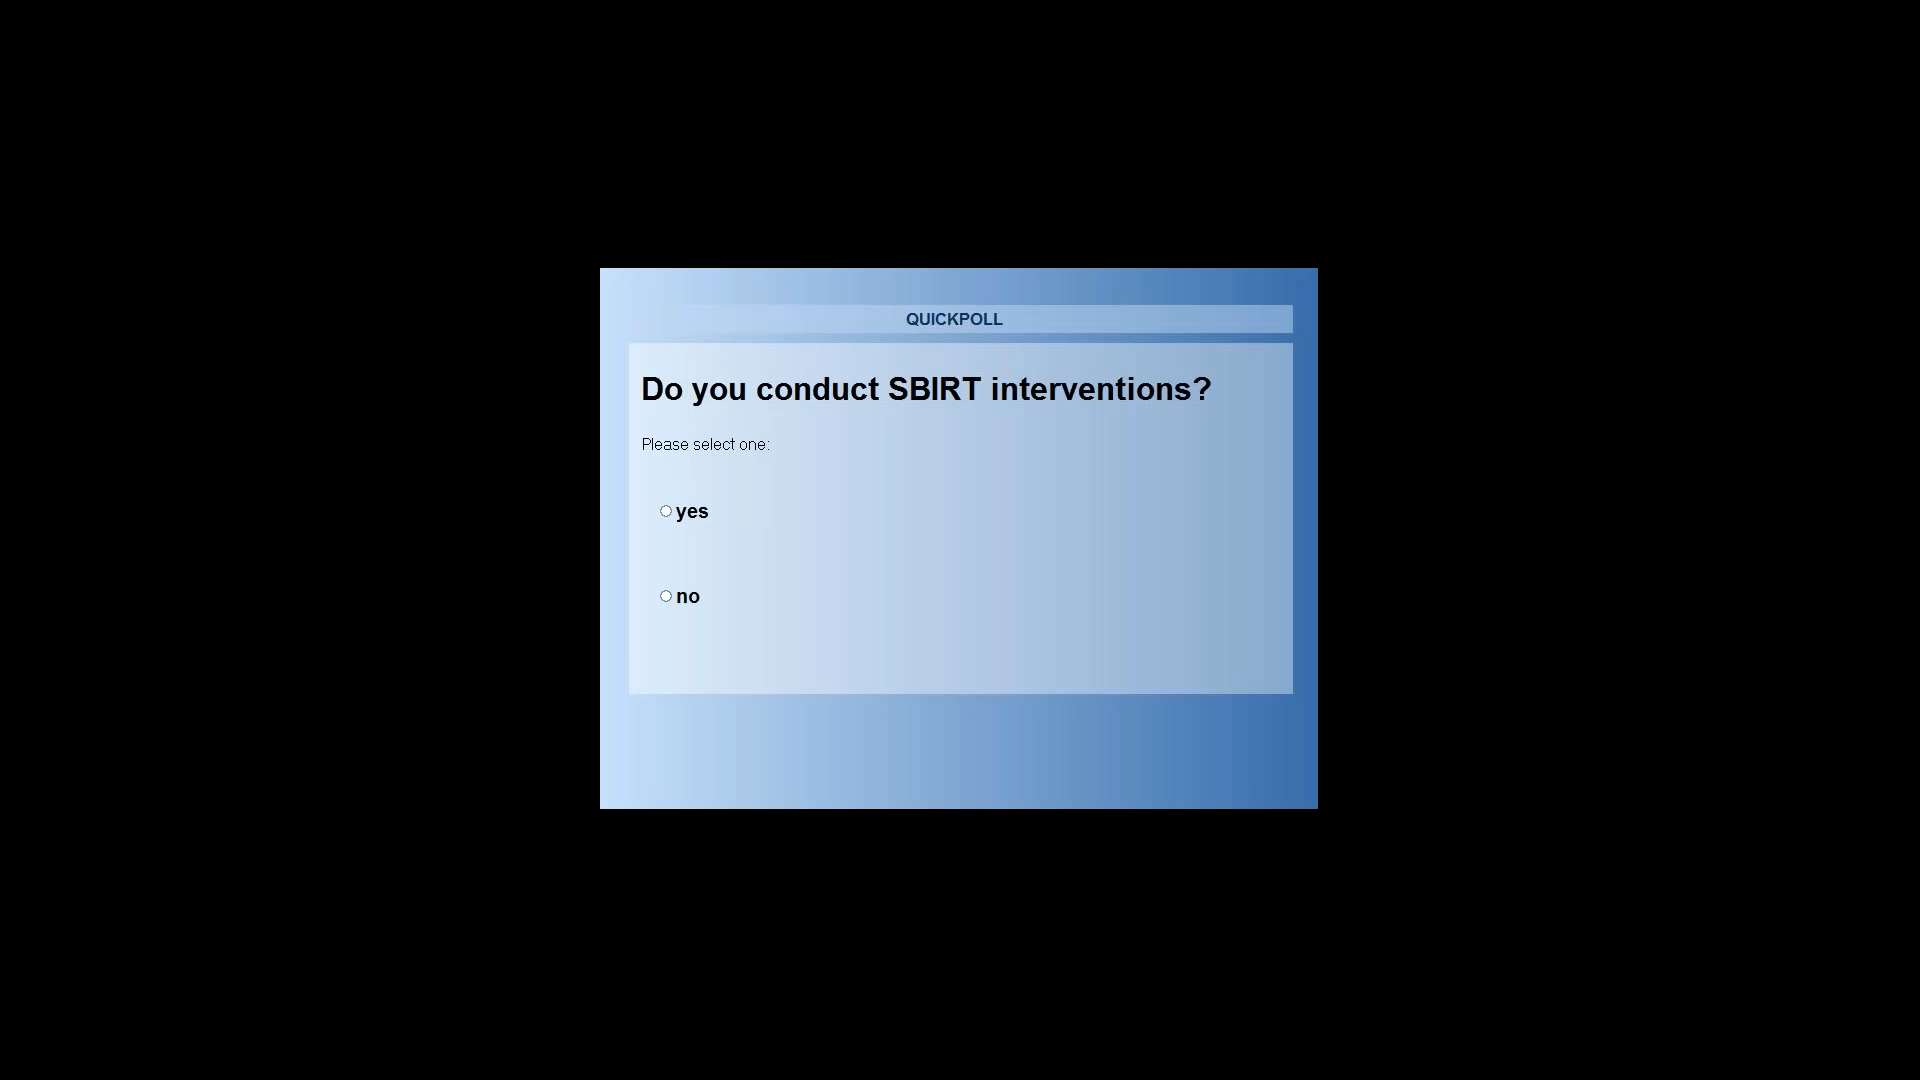 QUICKPOLL
Do you conduct SBIRT interventions?
Please select one:
yes
no